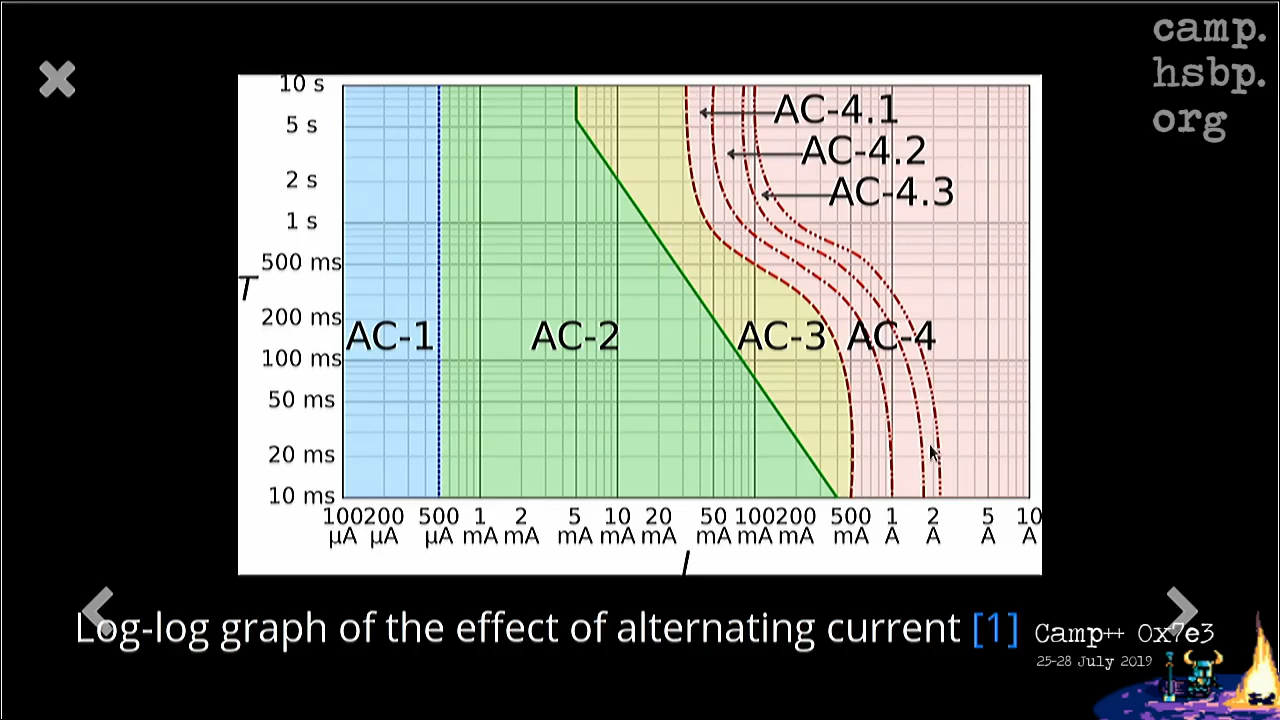 camp.
hsbp.
org
10 s
5 s
2 s
1 s
500 ms
200 ms
100 ms
50 ms
20 ms
10 ms
T
AC-4.1
AC-4.2
AC-4.3
AC-1
AC-2
AC-3
AC-4
100 200 500 1 2 5 10 20 50 100 200 500 1 2 5 10
µA µA µA mA mA mA mA mA mA mA mA mA A A A A
I
Log-log graph of the effect of alternating current [1]
Camp++ 0x7e3
25-28 July 2019